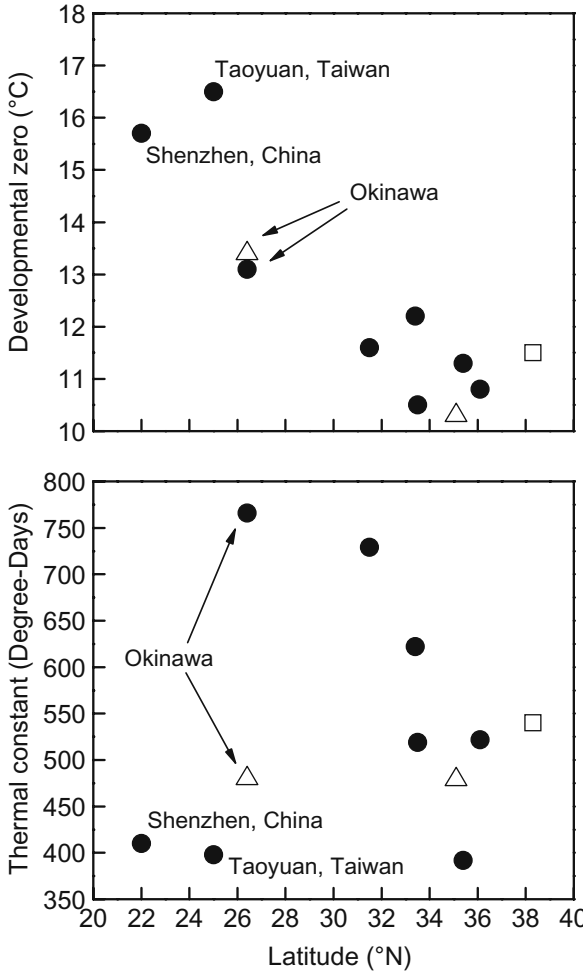 18
17
16
15
14
13
12
11
10
Developmental zero (°C)
Taoyuan, Taiwan
Shenzhen, China
Okinawa
800
750
700
650
600
550
500
450
400
350
Thermal constant (Degree-Days)
Okinawa
Shenzhen, China
Taoyuan, Taiwan
20 22 24 26 28 30 32 34 36 38 40
Latitude (°N)